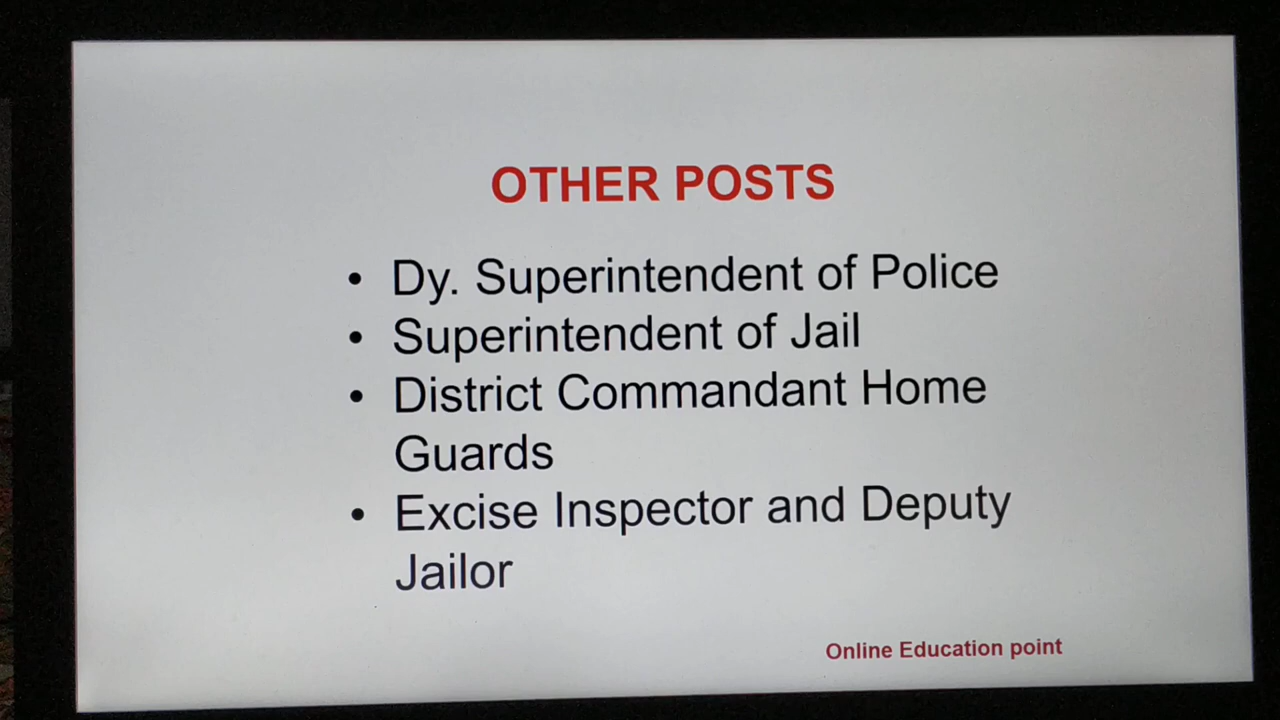 OTHER POSTS
• Dy. Superintendent of Police
• Superintendent of Jail
• District Commandant Home
Guards
• Excise Inspector and Deputy
Jailor
Online Education point